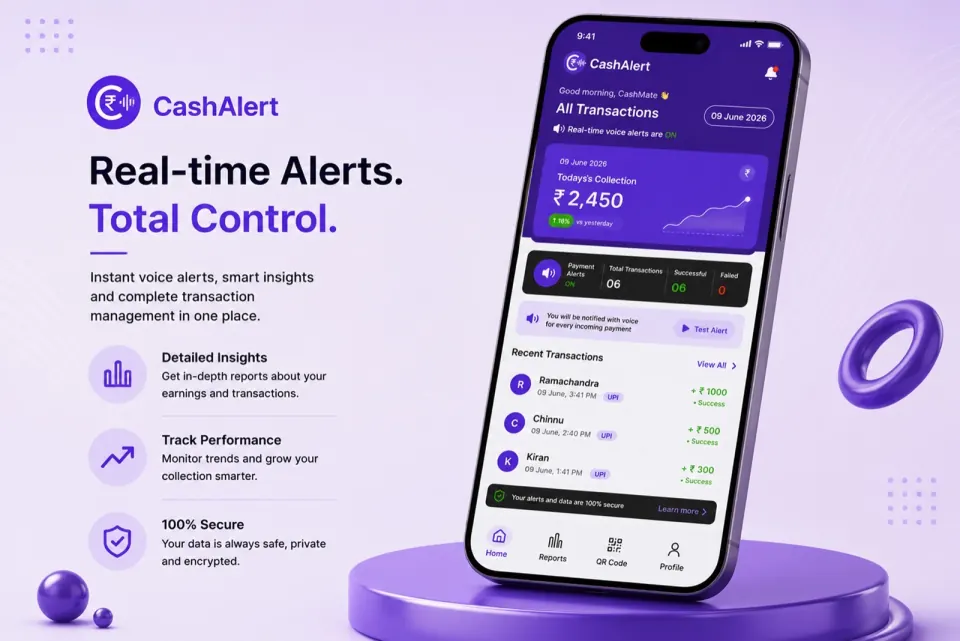 CashAlert
Real-time Alerts.
Total Control.
Instant voice alerts, smart insights
and complete transaction
management in one place.
Detailed Insights
Get in-depth reports about your
earnings and transactions.
Track Performance
Monitor trends and grow your
collection smarter.
100% Secure
Your data is always safe, private
and encrypted.
9:41
CashAlert
Good morning, CashMate 👋
All Transactions
09 June 2026
Real-time voice alerts are ON
09 June 2026
₹
Todays's Collection
₹ 2,450
↑ 16% vs yesterday
Payment Alerts ON
Total Transactions 06
Successful 06
Failed 0
You will be notified with voice
for every incoming payment
Test Alert
Recent Transactions
View All >
R
Ramachandra
09 June, 3:41 PM UPI
+ ₹ 1000
• Success
C
Chinnu
09 June, 2:40 PM UPI
+ ₹ 500
• Success
K
Kiran
09 June, 1:41 PM UPI
+ ₹ 300
• Success
Your alerts and data are 100% secure
Learn more >
Home
Reports
QR Code
Profile